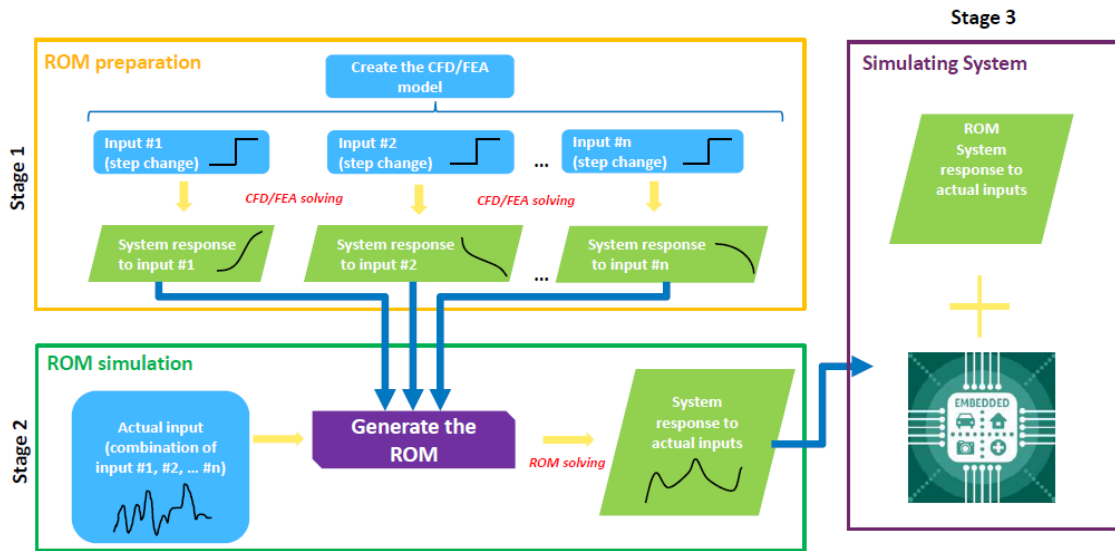 Stage 3
Stage 1
ROM preparation
Create the CFD/FEA
model
Input #1
(step change)
Input #2
(step change)
...
Input #n
(step change)
CFD/FEA solving
CFD/FEA solving
System response
to input #1
System response
to input #2
...
System response
to input #n
Stage 2
ROM simulation
Actual input
(combination of
input #1, #2, ... #n)
Generate the
ROM
ROM solving
System
response to
actual inputs
Simulating System
ROM
System
response to
actual inputs
EMBEDDED